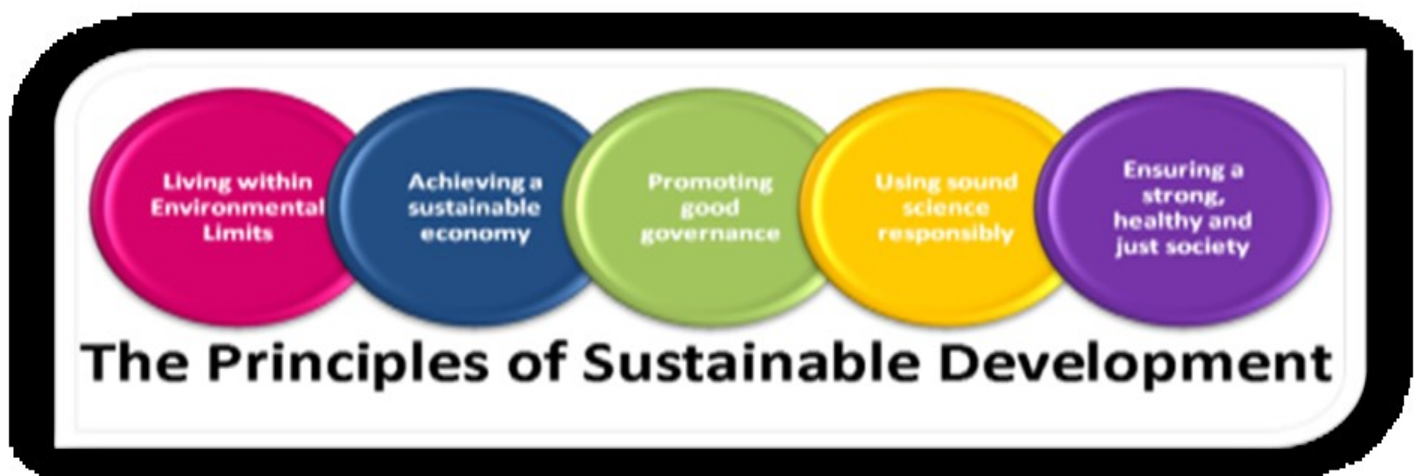 Living within
Environmental
Limits
Achieving a
sustainable
economy
Promoting
good
governance
Using sound
science
responsibly
Ensuring a
strong,
healthy and
just society
The Principles of Sustainable Development